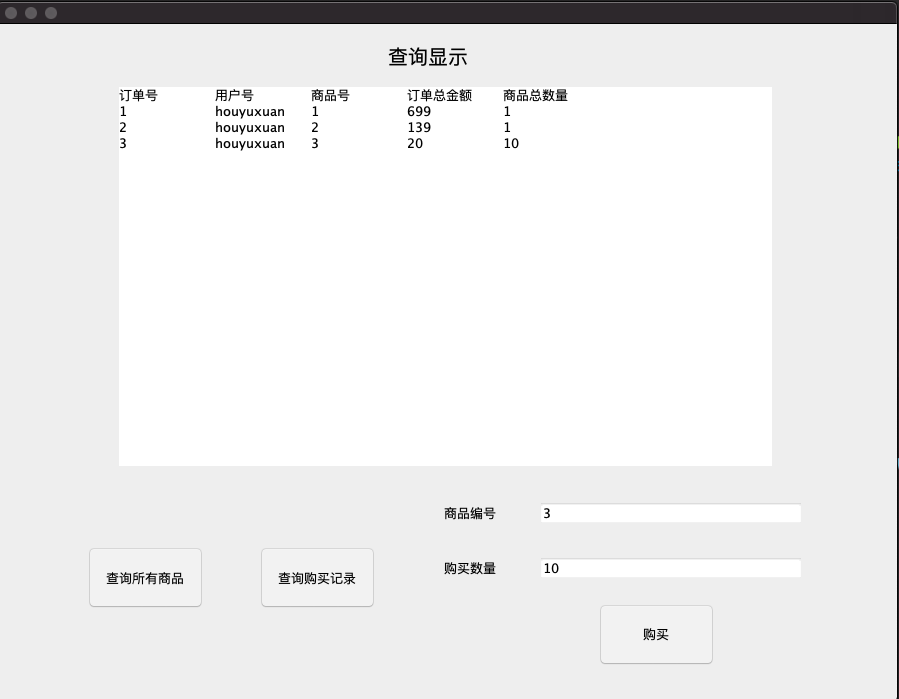 查询显示
订单号 用户号 商品号 订单总金额 商品总数量
1 houyuxuan 1 699 1
2 houyuxuan 2 139 1
3 houyuxuan 3 20 10
商品编号 3
购买数量 10
查询所有商品 查询购买记录
购买